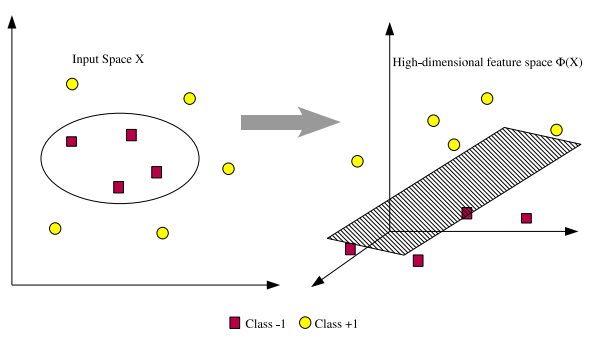 Input Space X
High-dimensional feature space Φ(X)
Class -1 Class +1